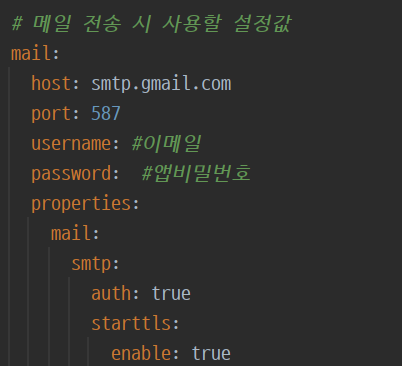 # 메일 전송 시 사용할 설정값
mail:
  host: smtp.gmail.com
  port: 587
  username: #이메일
  password:  #앱비밀번호
  properties:
    mail:
      smtp:
        auth: true
        starttls:
          enable: true